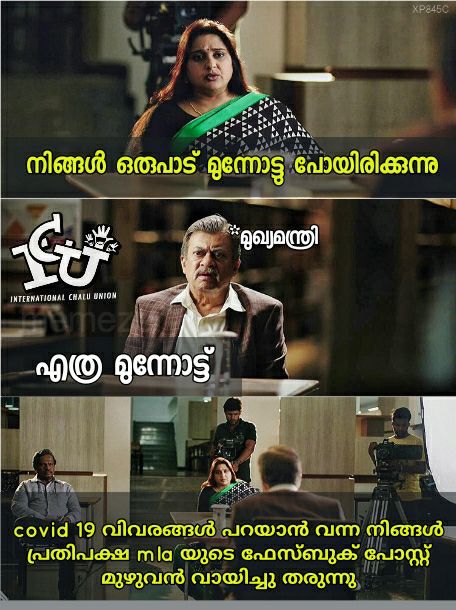 XP845C
നിങ്ങൾ ഒരുപാട് മുന്നോട്ടു പോയിരിക്കുന്നു
*മുഖ്യമന്ത്രി
ICU
INTERNATIONAL CHALU UNION
എത്ര മുന്നോട്ട്
covid 19 വിവരങ്ങൾ പറയാൻ വന്ന നിങ്ങൾ
പ്രതിപക്ഷ mla യുടെ ഫേസ്ബുക് പോസ്റ്റ്
മുഴുവൻ വായിച്ചു തരുന്നു